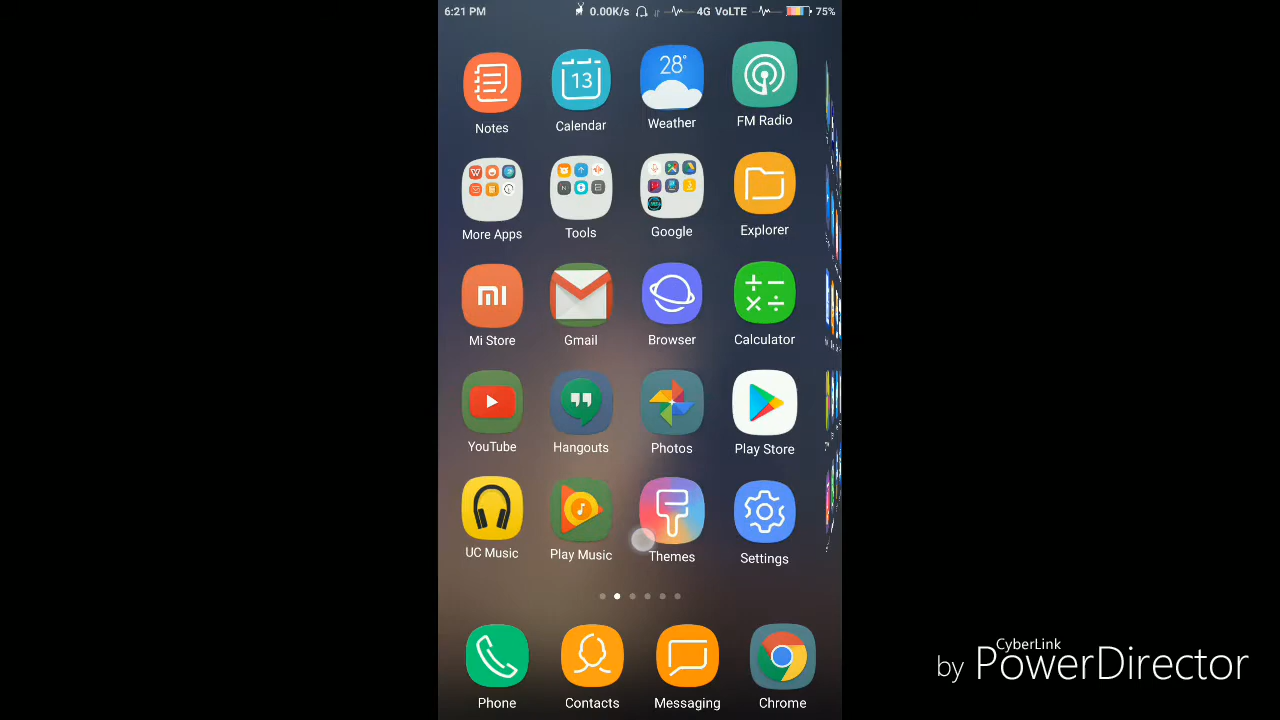 6:21 PM 0.00K/s 4G VoLTE 75%
13 28°
Notes Calendar Weather FM Radio
More Apps Tools Google Explorer
Mi Store Gmail Browser Calculator
YouTube Hangouts Photos Play Store
UC Music Play Music Themes Settings
Phone Contacts Messaging Chrome
CyberLink
by PowerDirector